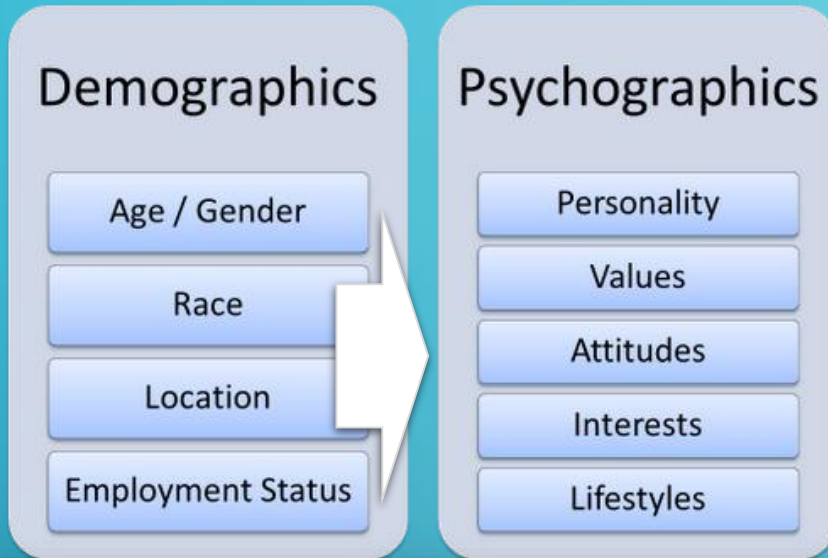 Demographics
Age / Gender
Race
Location
Employment Status
Psychographics
Personality
Values
Attitudes
Interests
Lifestyles